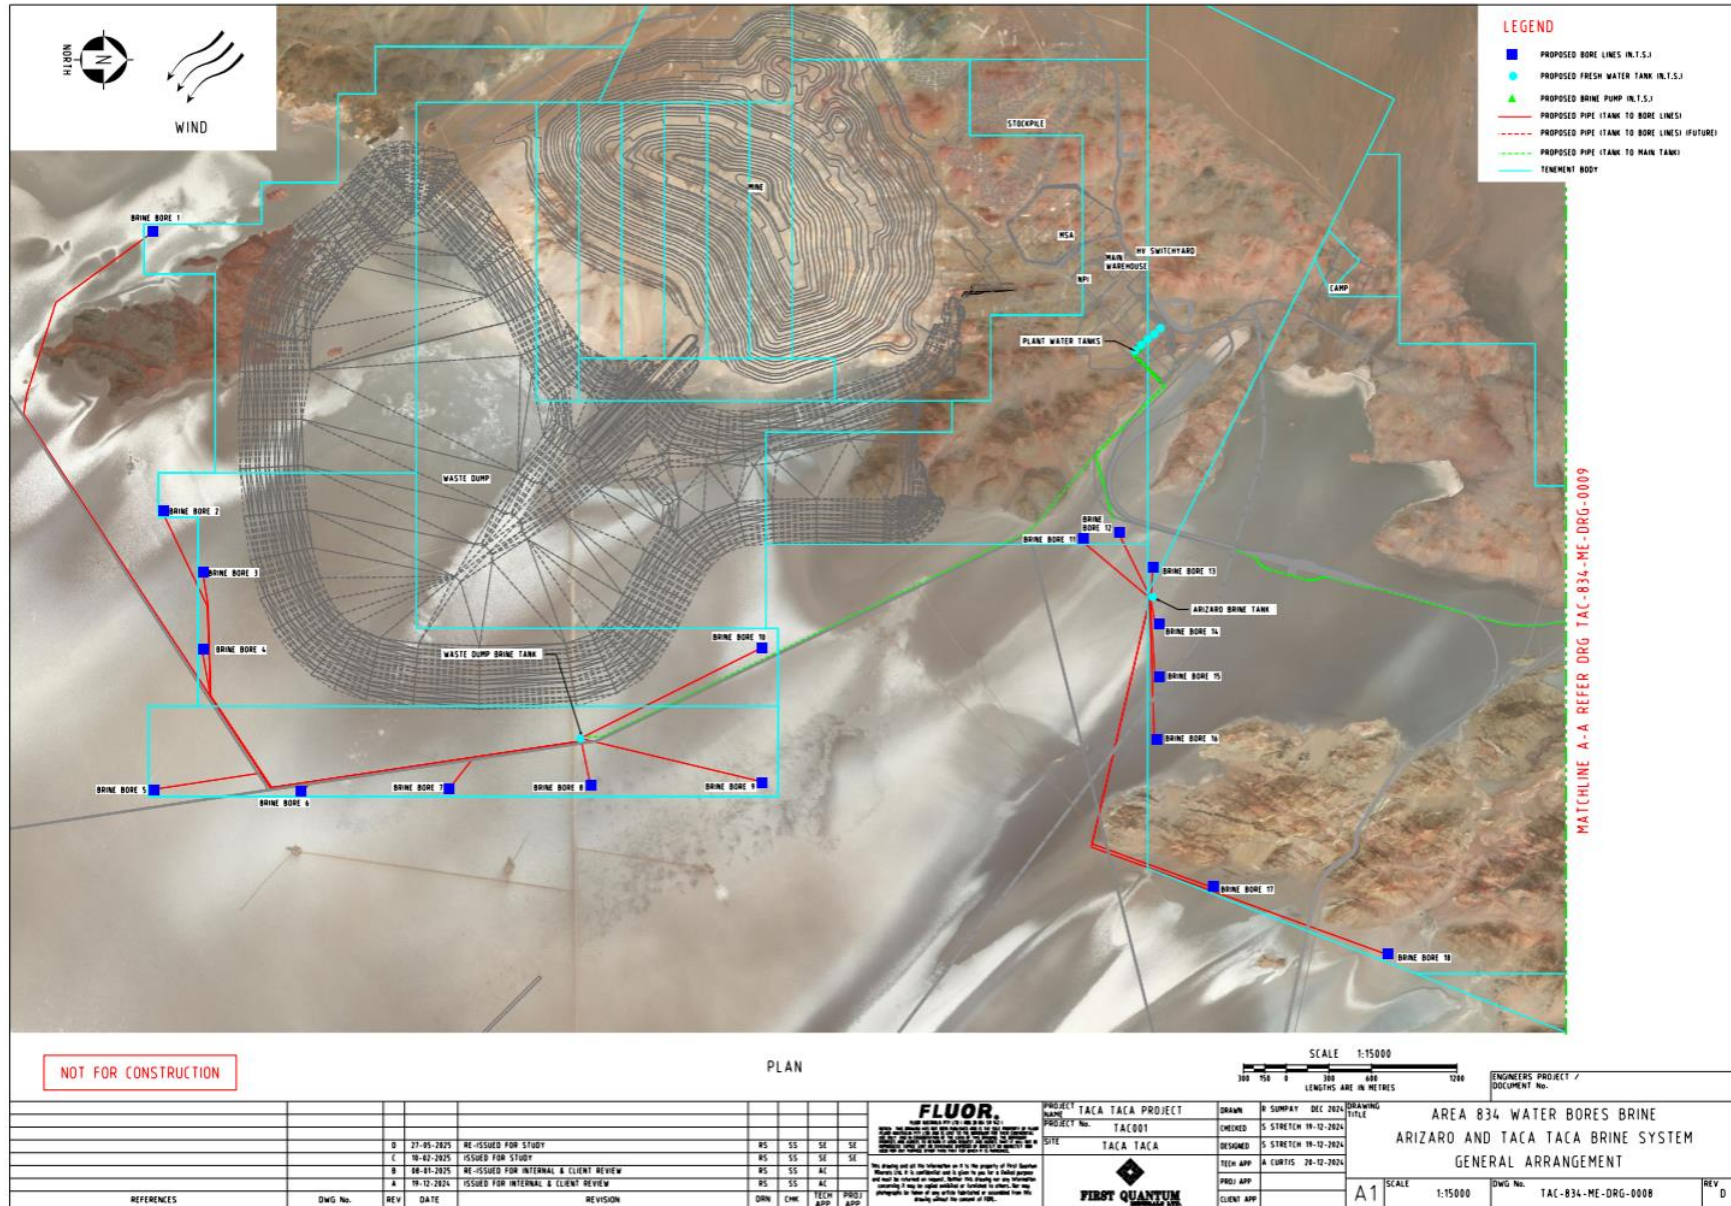 NORTH
N
WIND
LEGEND
PROPOSED BORE LINES (N.T.S.)
PROPOSED FRESH WATER TANK (N.T.S.)
PROPOSED BRINE PUMP (N.T.S.)
PROPOSED PIPE (TANK TO BORE LINES)
PROPOSED PIPE (TANK TO BORE LINES) (FUTURE)
PROPOSED PIPE (TANK TO MAIN TANK)
TENEMENT BODY
STOCKPILE
MINE
BRINE BORE 1
MSA
HV SWITCHYARD
MAIN
WAREHOUSE
NPI
CAMP
PLANT WATER TANKS
WASTE DUMP
BRINE BORE 2
BRINE
BORE 12
BRINE BORE 11
BRINE BORE 3
BRINE BORE 13
ARIZARO BRINE TANK
BRINE BORE 14
BRINE BORE 10
BRINE BORE 4
WASTE DUMP BRINE TANK
BRINE BORE 15
BRINE BORE 16
BRINE BORE 5
BRINE BORE 6
BRINE BORE 7
BRINE BORE 8
BRINE BORE 9
BRINE BORE 17
BRINE BORE 18
MATCHLINE A-A REFER DRG TAC-834-ME-DRG-0009
NOT FOR CONSTRUCTION
PLAN
SCALE 1:15000
300 150 0 300 600 1200
LENGTHS ARE IN METRES
ENGINEERS PROJECT /
DOCUMENT No.
D 27-05-2025 RE-ISSUED FOR STUDY RS SS SE SE
C 10-02-2025 ISSUED FOR STUDY RS SS SE SE
B 08-01-2025 RE-ISSUED FOR INTERNAL & CLIENT REVIEW RS SS AC
A 19-12-2024 ISSUED FOR INTERNAL & CLIENT REVIEW RS SS AC
REFERENCES DWG No. REV DATE REVISION DRN CHK TECH APP PROJ APP
FLUOR.
FIRST QUANTUM
MINERALS LTD.
PROJECT NAME TACA TACA PROJECT
PROJECT No. TAC001
SITE TACA TACA
DRAWN R SUMPAY DEC 2024
CHECKED S STRETCH 19-12-2024
DESIGNED S STRETCH 19-12-2024
TECH APP A CURTIS 20-12-2024
PROJ APP
CLIENT APP
DRAWING TITLE
AREA 834 WATER BORES BRINE
ARIZARO AND TACA TACA BRINE SYSTEM
GENERAL ARRANGEMENT
A1
SCALE 1:15000
DWG No. TAC-834-ME-DRG-0008
REV D